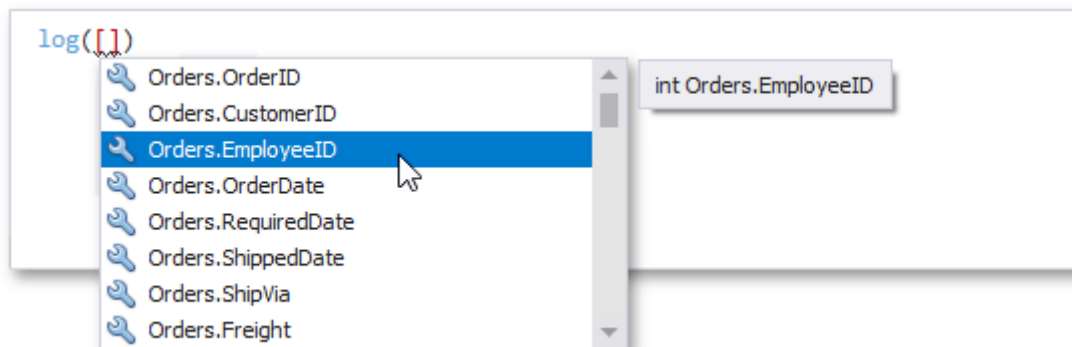 log([])
Orders.OrderID
Orders.CustomerID
Orders.EmployeeID
Orders.OrderDate
Orders.RequiredDate
Orders.ShippedDate
Orders.ShipVia
Orders.Freight
int Orders.EmployeeID